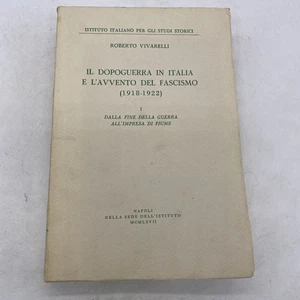 ISTITUTO ITALIANO PER GLI STUDI STORICI
ROBERTO VIVARELLI
IL DOPOGUERRA IN ITALIA
E L'AVVENTO DEL FASCISMO
(1918-1922)
I
DALLA FINE DELLA GUERRA
ALL'IMPRESA DI FIUME
NAPOLI
NELLA SEDE DELL'ISTITUTO
MCMLXVII